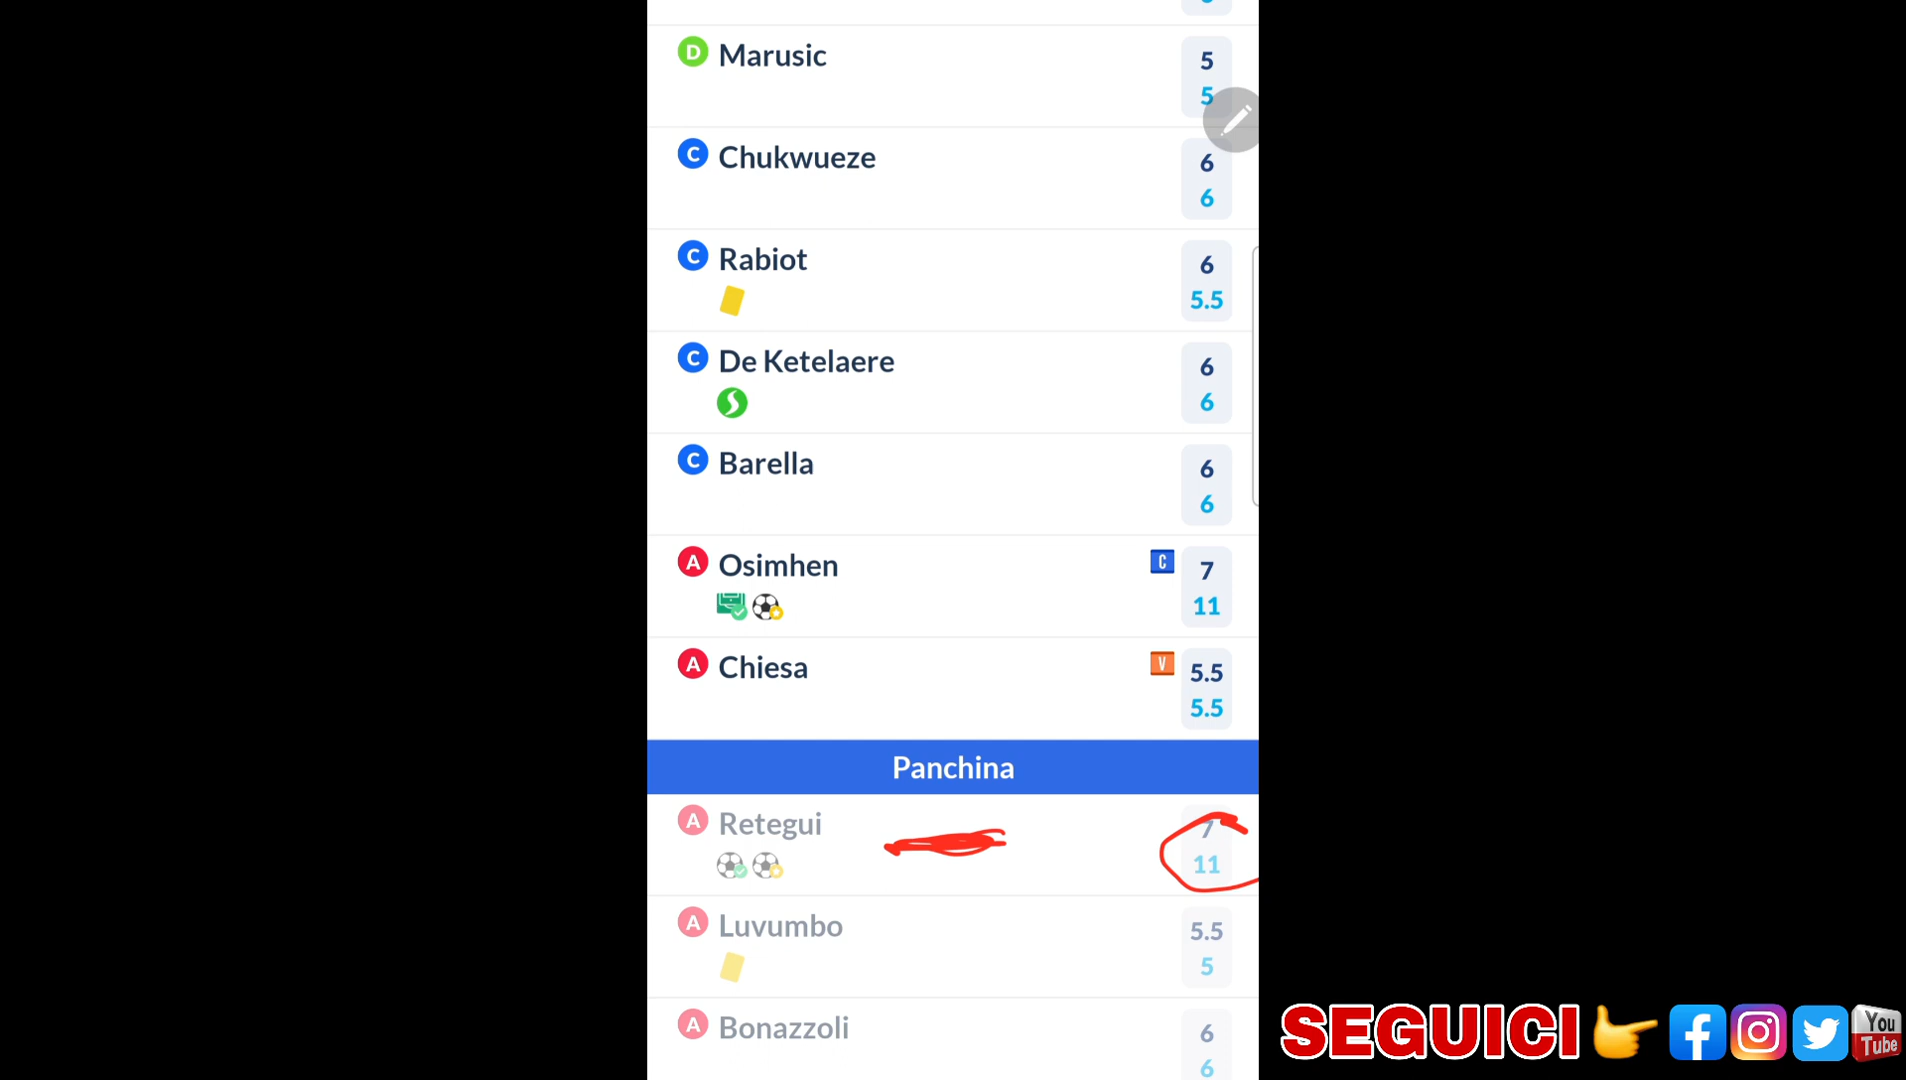 D Marusic 5
5
C Chukwueze 6
6
C Rabiot 6
5.5
C De Ketelaere 6
6
C Barella 6
6
A Osimhen C 7
11
A Chiesa V 5.5
5.5
Panchina
A Retegui 7
11
A Luvumbo 5.5
5
A Bonazzoli 6
6
SEGUICI
You
Tube